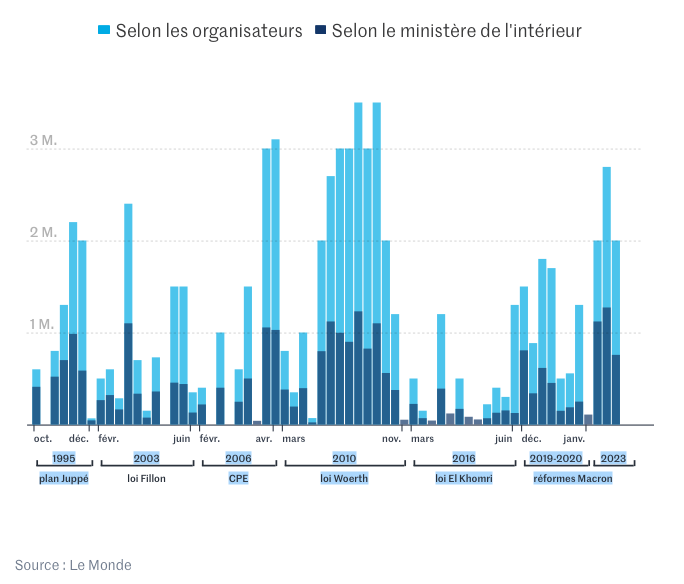 Selon les organisateurs Selon le ministère de l'intérieur
3 M.
2 M.
1 M.
oct. déc. févr. juin févr. avr. mars nov. mars juin déc. janv.
1995 2003 2006 2010 2016 2019-2020 2023
plan Juppé loi Fillon CPE loi Woerth loi El Khomri réformes Macron
Source : Le Monde